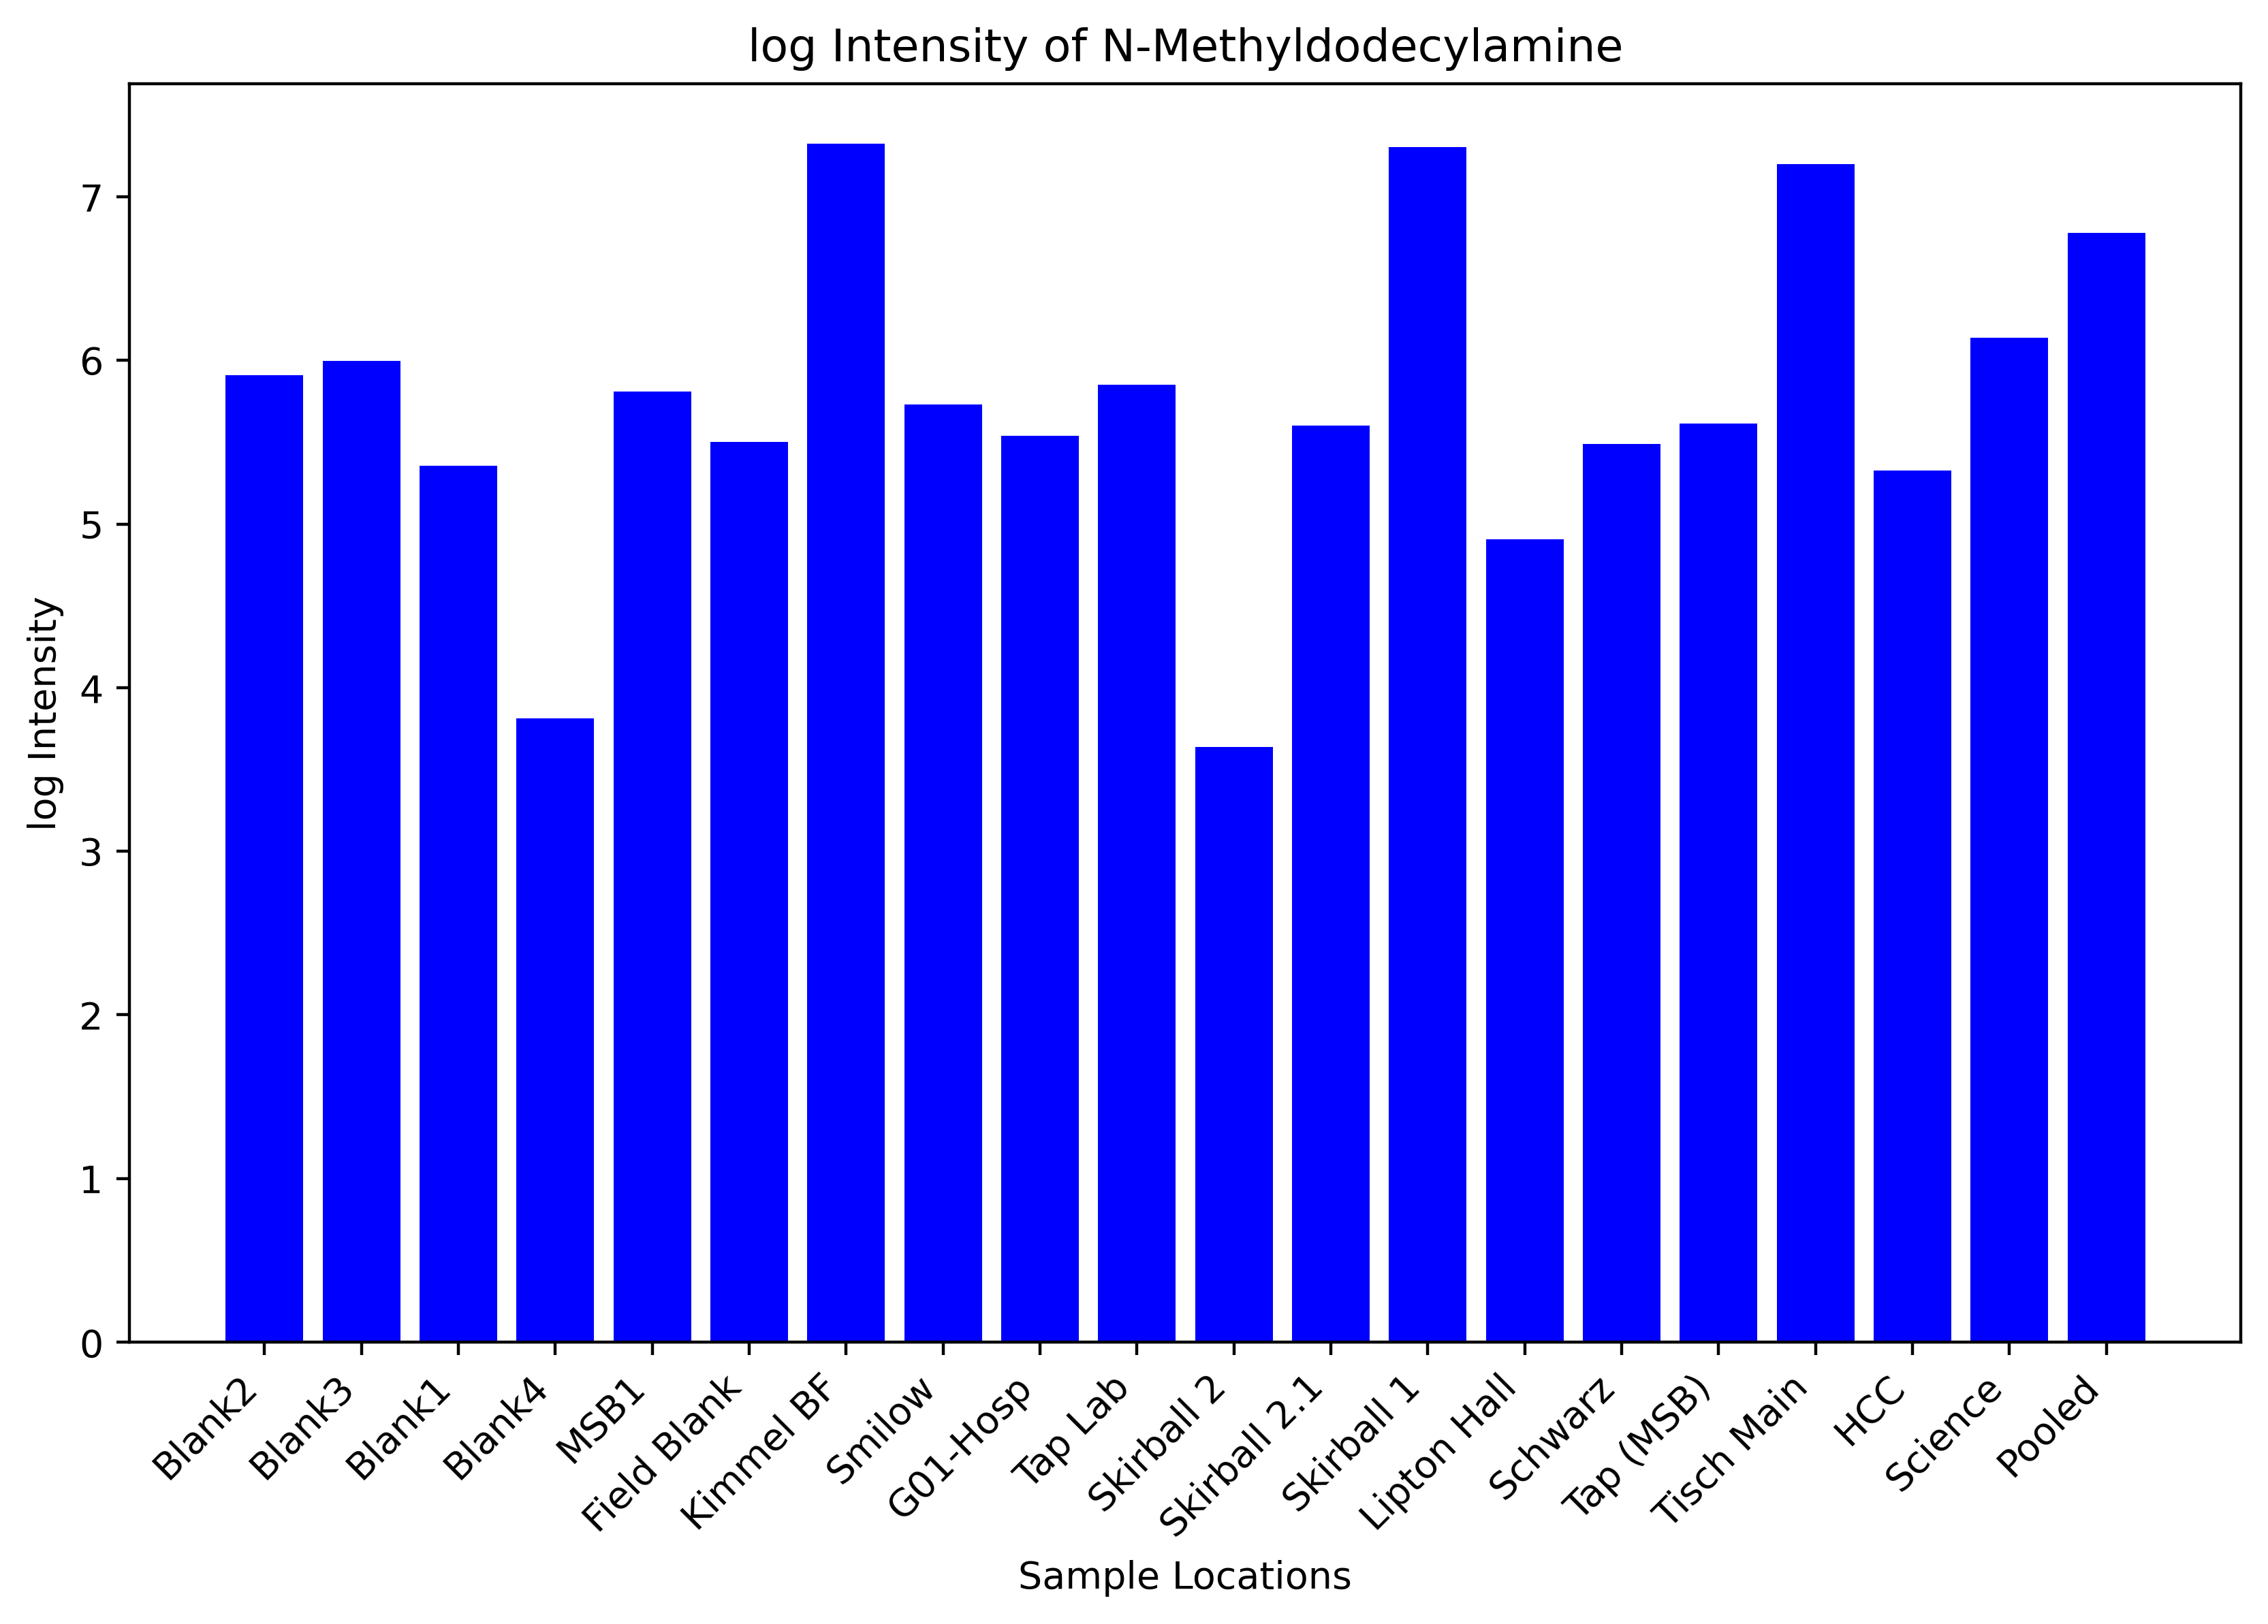 log Intensity of N-Methyldodecylamine
log Intensity
7
6
5
4
3
2
1
0
Blank2
Blank3
Blank1
Blank4
MSB1
Field Blank
Kimmel BF
Smilow
G01-Hosp
Tap Lab
Skirball 2
Skirball 2.1
Skirball 1
Lipton Hall
Schwarz
Tap (MSB)
Tisch Main
HCC
Science
Pooled
Sample Locations